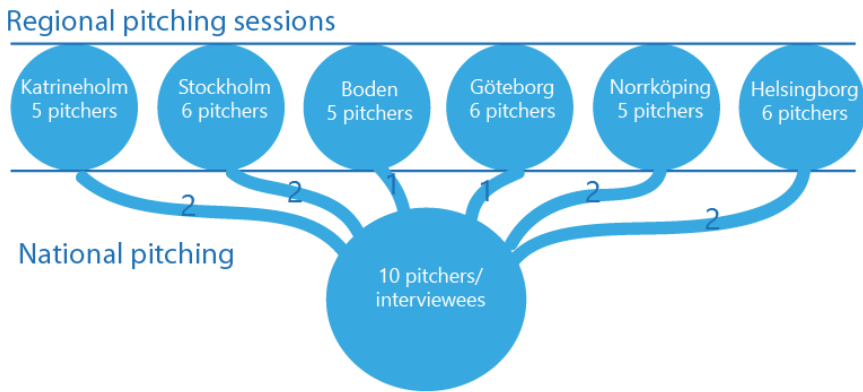 Regional pitching sessions
Katrineholm
5 pitchers
Stockholm
6 pitchers
Boden
5 pitchers
Göteborg
6 pitchers
Norrköping
5 pitchers
Helsingborg
6 pitchers
2
2
1
1
2
2
National pitching
10 pitchers/
interviewees